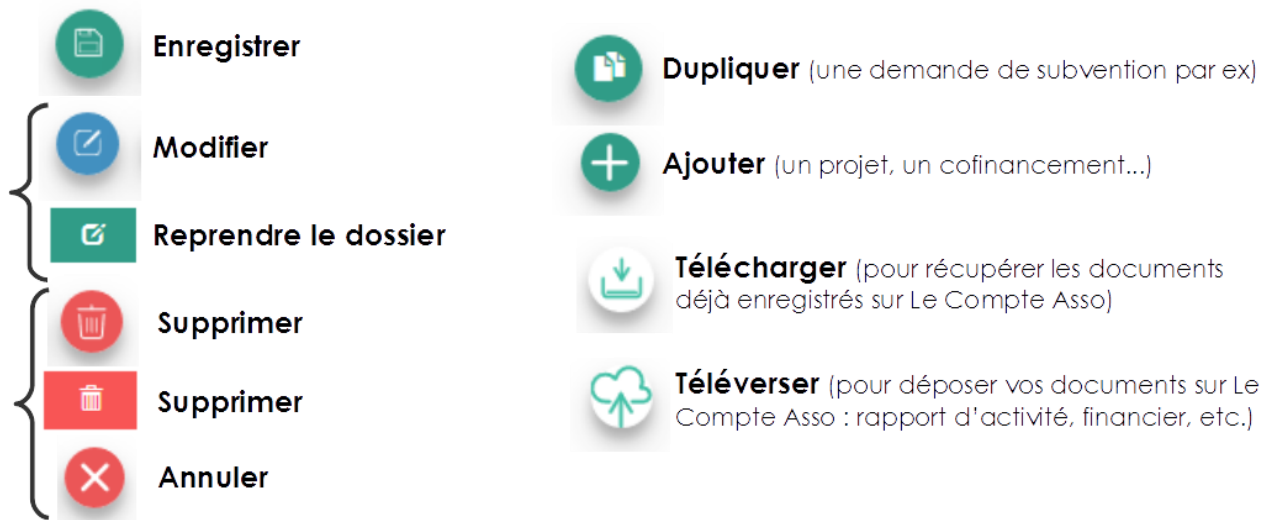 Enregistrer
Modifier
Reprendre le dossier
Supprimer
Supprimer
Annuler
Dupliquer (une demande de subvention par ex)
Ajouter (un projet, un cofinancement...)
Télécharger (pour récupérer les documents
déjà enregistrés sur Le Compte Asso)
Téléverser (pour déposer vos documents sur Le
Compte Asso : rapport d'activité, financier, etc.)